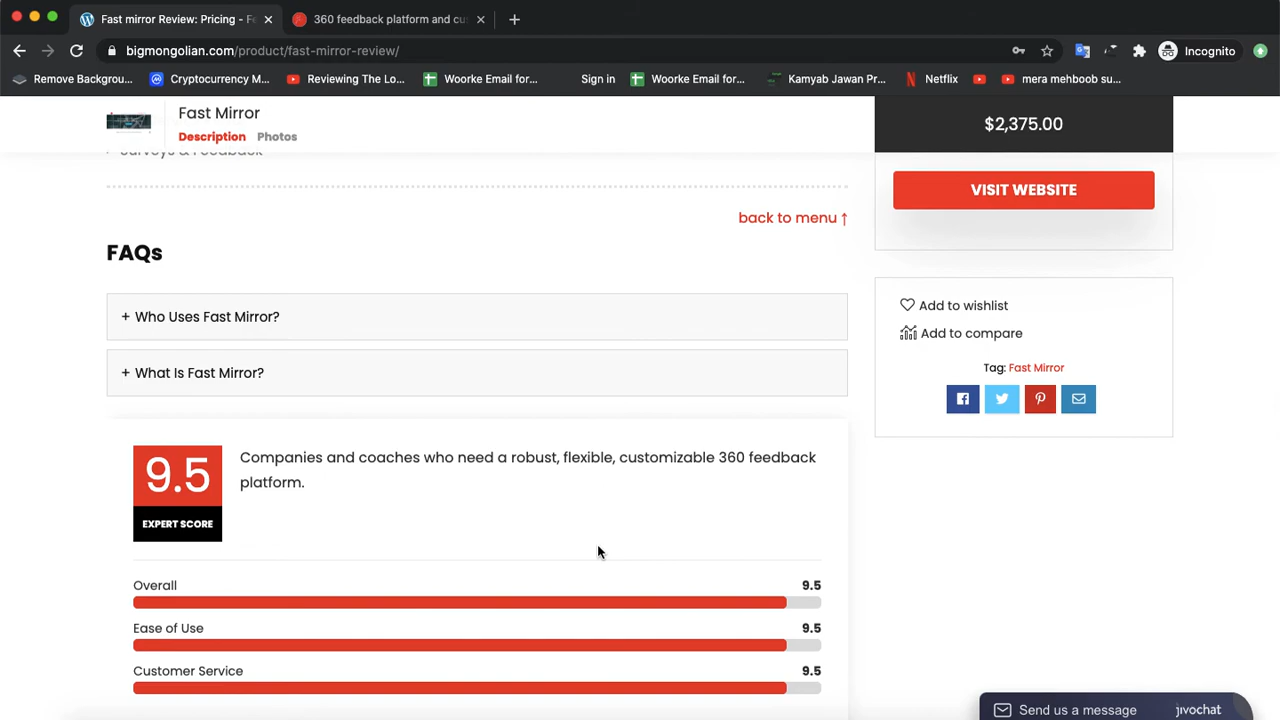 Fast mirror Review: Pricing - Fe
360 feedback platform and cu
bigmongolian.com/product/fast-mirror-review/
Incognito
Remove Backgrou...
Cryptocurrency M...
Reviewing The Lo...
Woorke Email for...
Sign in
Woorke Email for...
Kamyab Jawan Pr...
Netflix
mera mehboob su...
Fast Mirror
Description Photos
Surveys & Feedback
$2,375.00
VISIT WEBSITE
back to menu ↑
FAQs
+ Who Uses Fast Mirror?
+ What Is Fast Mirror?
Add to wishlist
Add to compare
Tag: Fast Mirror
9.5
EXPERT SCORE
Companies and coaches who need a robust, flexible, customizable 360 feedback
platform.
Overall 9.5
Ease of Use 9.5
Customer Service 9.5
Send us a message jivochat